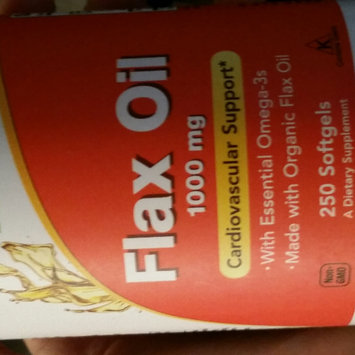 Flax Oil
1000 mg
Cardiovascular Support*
•With Essential Omega-3s
•Made with Organic Flax Oil
250 Softgels
A Dietary Supplement
Non-
GMO
K